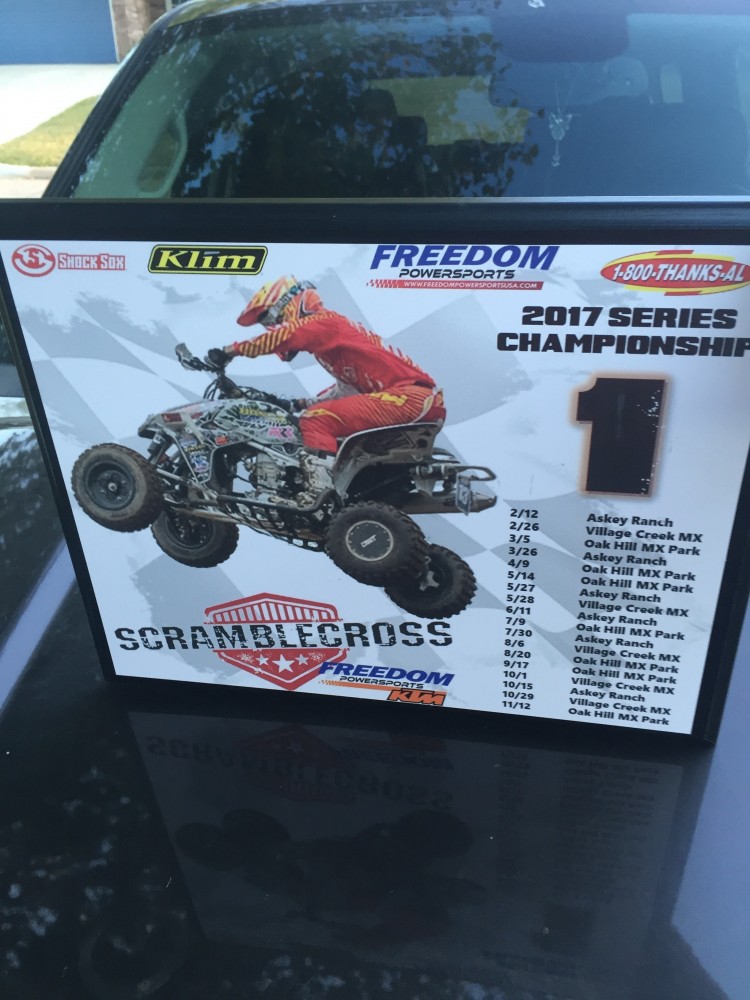 SHOCK SOX
Klim
FREEDOM
POWERSPORTS
WWW.FREEDOMPOWERSPORTSUSA.COM
1-800-THANKS-AL
2017 SERIES
CHAMPIONSHIP
1
2/12 Askey Ranch
2/26 Village Creek MX
3/5 Oak Hill MX Park
3/26 Askey Ranch
4/9 Oak Hill MX Park
5/14 Oak Hill MX Park
5/27 Askey Ranch
5/28 Village Creek MX
6/11 Askey Ranch
7/9 Oak Hill MX Park
7/30 Askey Ranch
8/6 Village Creek MX
8/20 Oak Hill MX Park
9/17 Oak Hill MX Park
10/1 Village Creek MX
10/15 Askey Ranch
10/29 Village Creek MX
11/12 Oak Hill MX Park
SCRAMBLECROSS
FREEDOM
POWERSPORTS
KTM